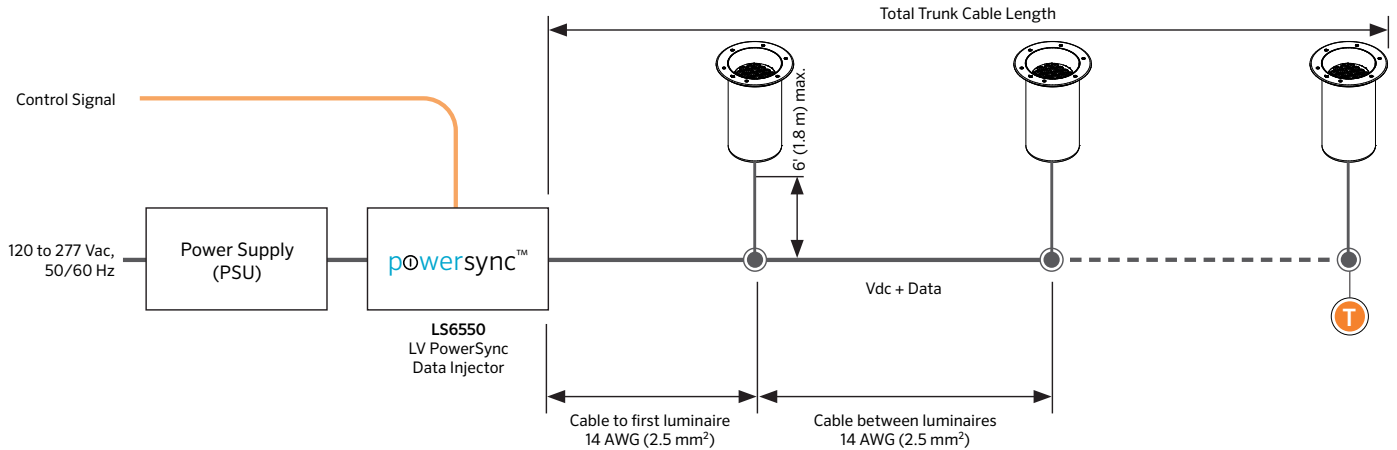 Total Trunk Cable Length
6' (1.8 m) max.
Control Signal
120 to 277 Vac,
50/60 Hz
Power Supply
(PSU)
powersync™
LS6550
LV PowerSync
Data Injector
Vdc + Data
T
Cable to first luminaire
14 AWG (2.5 mm²)
Cable between luminaires
14 AWG (2.5 mm²)